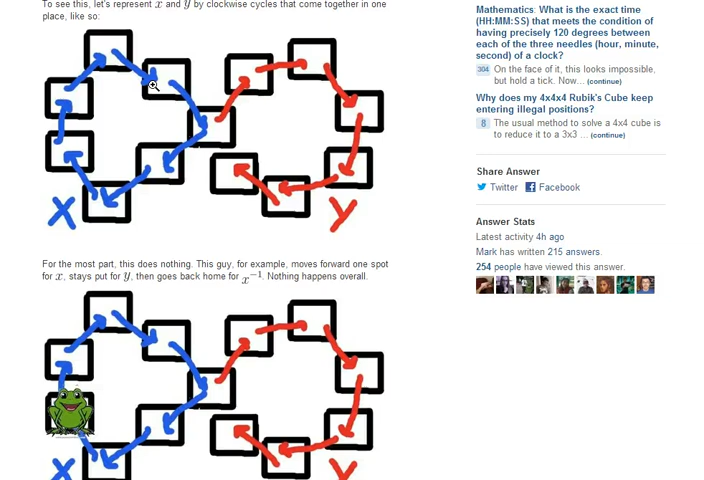 To see this, let's represent x and y by clockwise cycles that come together in one
place, like so:
X
Y
For the most part, this does nothing. This guy, for example, moves forward one spot
for x, stays put for y, then goes back home for x⁻¹. Nothing happens overall.
X
Y
Mathematics: What is the exact time
(HH:MM:SS) that meets the condition of
having precisely 120 degrees between
each of the three needles (hour, minute,
second) of a clock?
304 On the face of it, this looks impossible,
but hold a tick. Now... (continue)
Why does my 4x4x4 Rubik's Cube keep
entering illegal positions?
8 The usual method to solve a 4x4 cube is
to reduce it to a 3x3 ... (continue)
Share Answer
Twitter Facebook
Answer Stats
Latest activity 4h ago
Mark has written 215 answers.
254 people have viewed this answer.